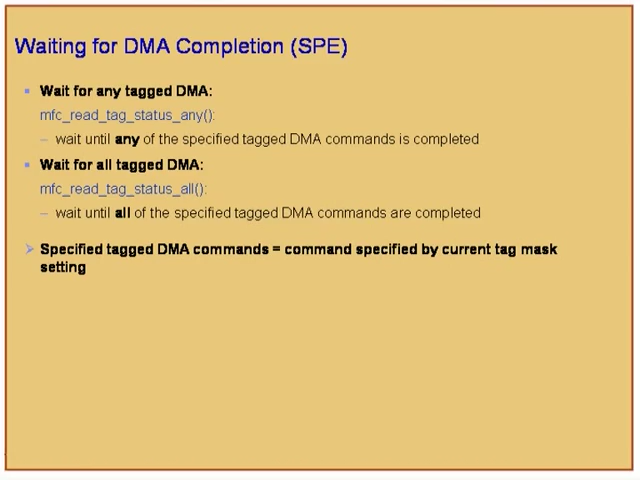 Waiting for DMA Completion (SPE)
▪ Wait for any tagged DMA:
mfc_read_tag_status_any():
– wait until any of the specified tagged DMA commands is completed
▪ Wait for all tagged DMA:
mfc_read_tag_status_all():
– wait until all of the specified tagged DMA commands are completed
➢ Specified tagged DMA commands = command specified by current tag mask
setting